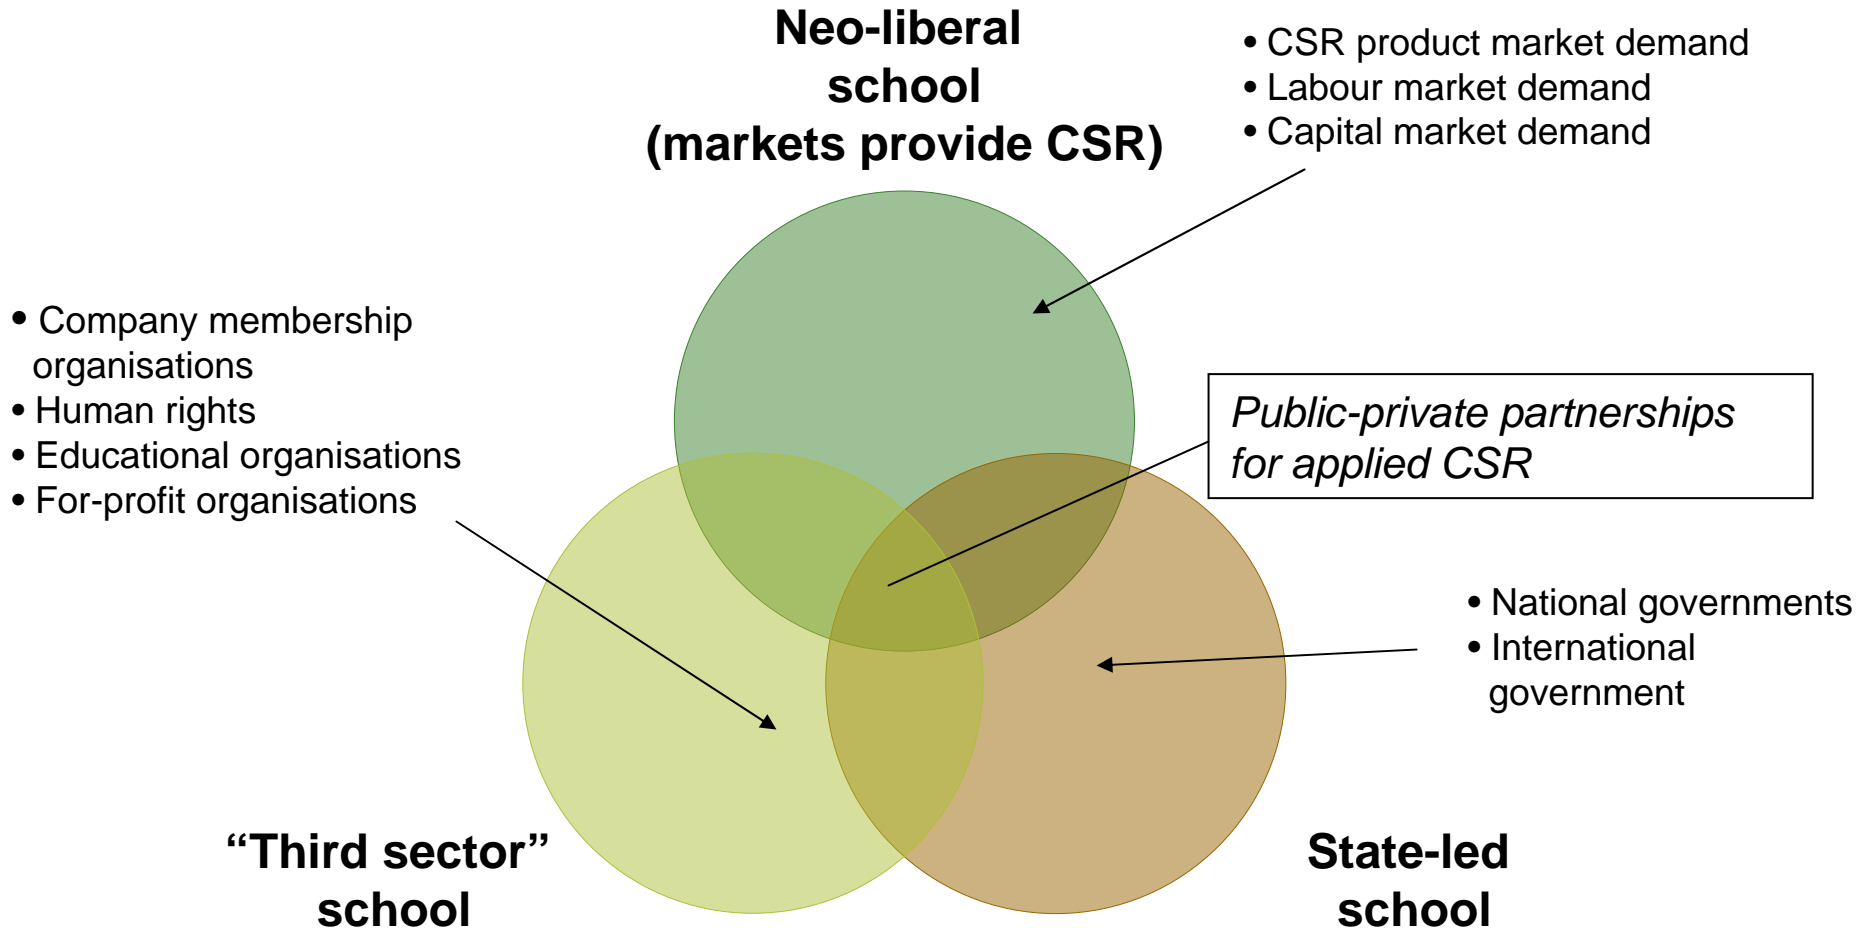 Neo-liberal
school
(markets provide CSR)
• CSR product market demand
• Labour market demand
• Capital market demand
• Company membership
organisations
• Human rights
• Educational organisations
• For-profit organisations
Public-private partnerships
for applied CSR
• National governments
• International
government
“Third sector”
school
State-led
school